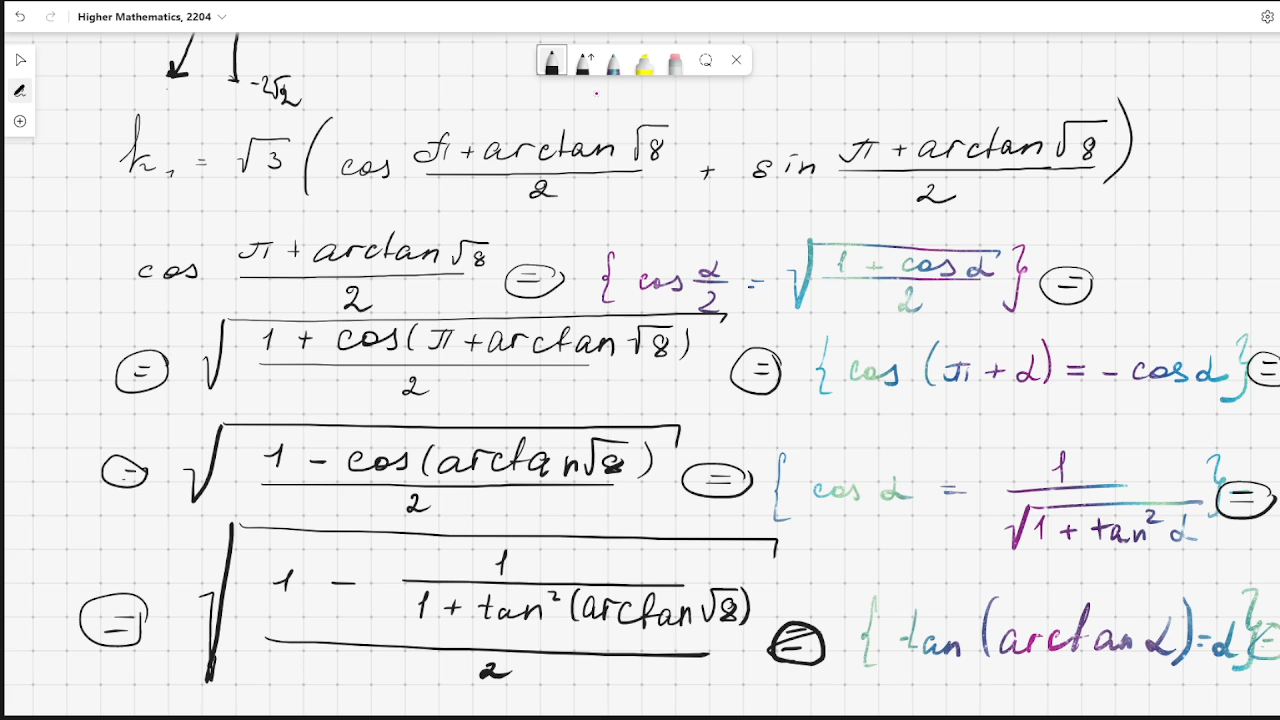 Higher Mathematics, 2204
-2√2
k₁ = √3 ( cos (π + arctan √8)/2 + sin (π + arctan √8)/2 )
cos (π + arctan √8)/2 (=) { cos α/2 = √((1 + cos α)/2) } (=)
(=) √((1 + cos(π + arctan √8))/2) (=) { cos (π + α) = - cos α } (=)
(=) √((1 - cos(arctan √8))/2) (=) { cos α = 1/√(1 + tan² α) } (=)
(=) √((1 - 1/(1 + tan² (arctan √8)))/2) (=) { tan (arctan α) = α } (=)